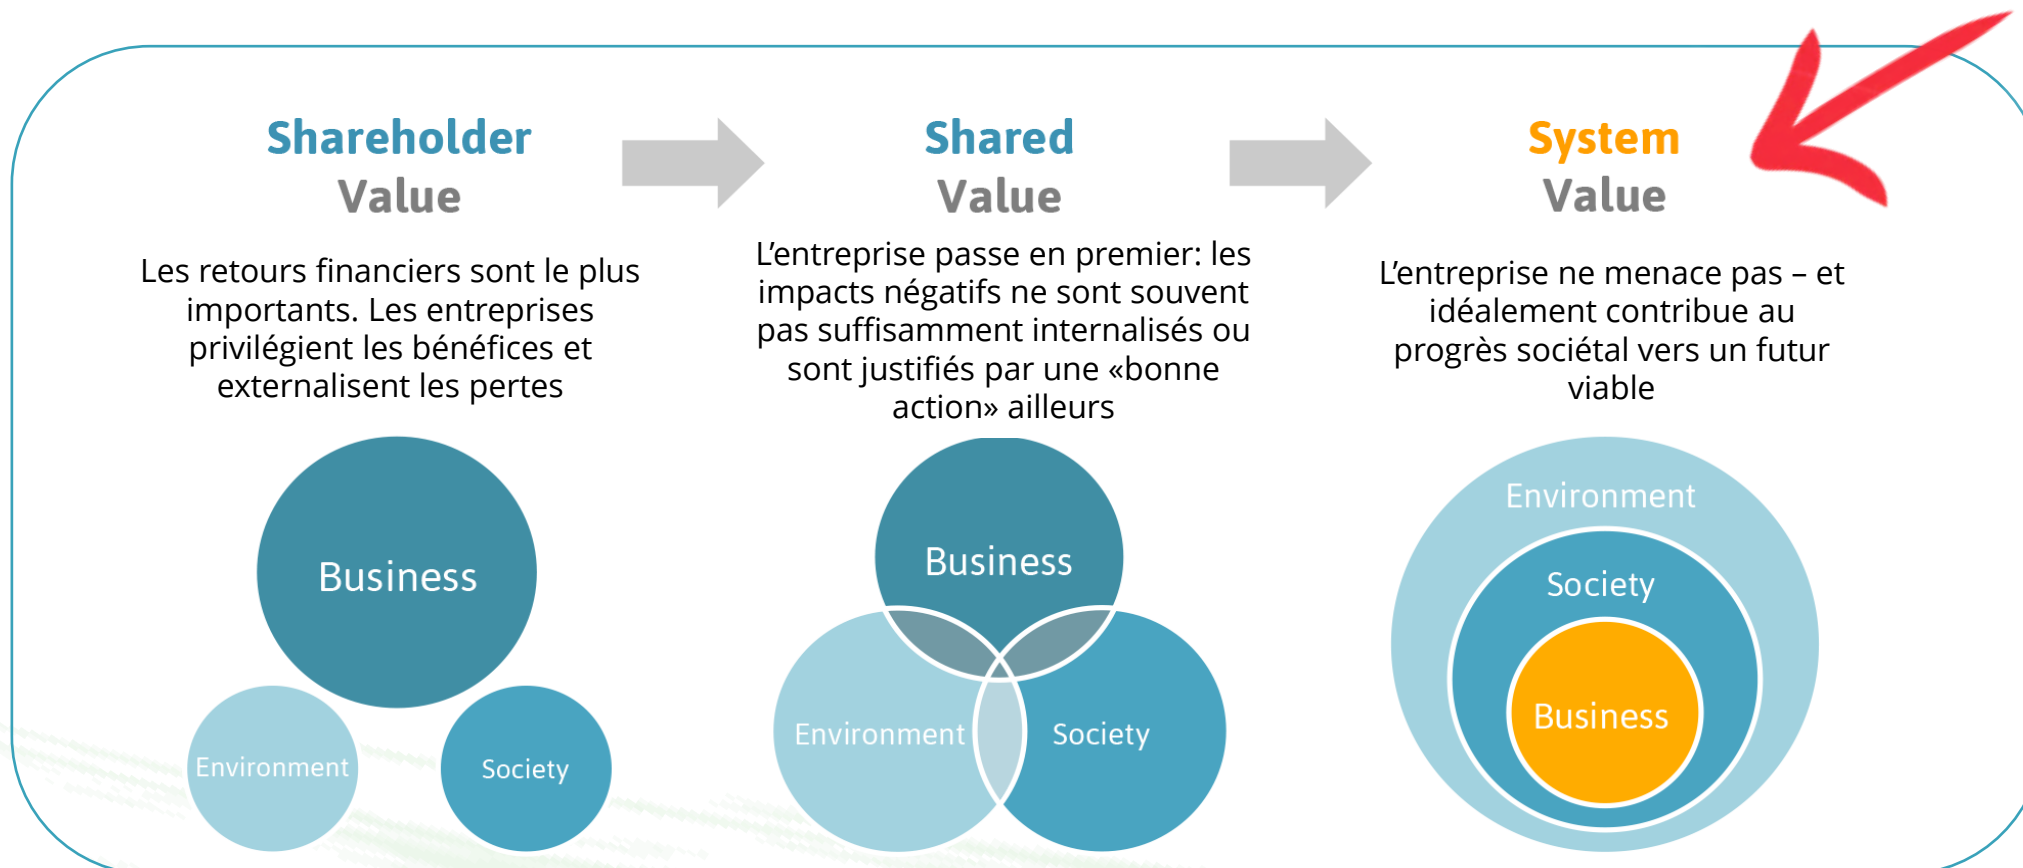 Shareholder
Value
Les retours financiers sont le plus
importants. Les entreprises
privilégient les bénéfices et
externalisent les pertes
Business
Environment
Society
Shared
Value
L’entreprise passe en premier: les
impacts négatifs ne sont souvent
pas suffisamment internalisés ou
sont justifiés par une «bonne
action» ailleurs
Business
Environment
Society
System
Value
L’entreprise ne menace pas – et
idéalement contribue au
progrès sociétal vers un futur
viable
Environment
Society
Business